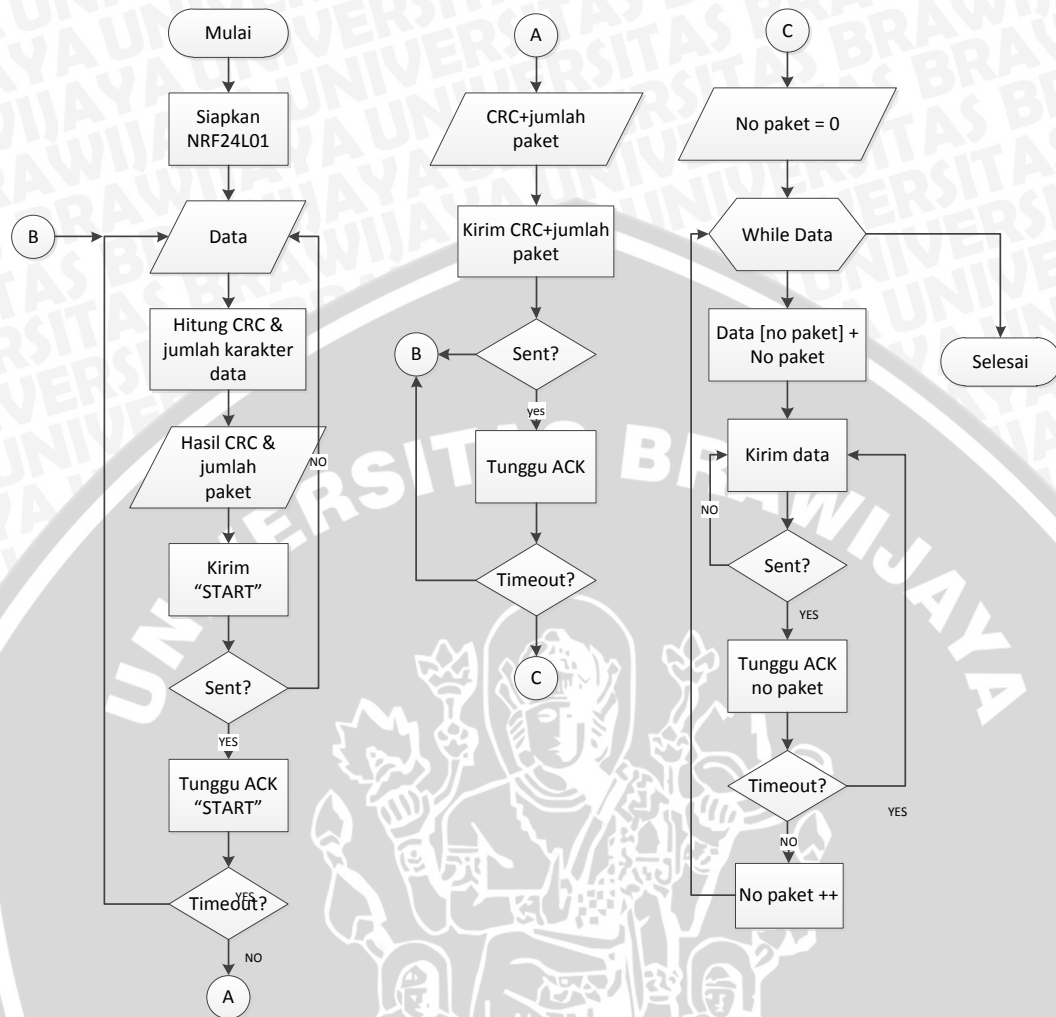 Mulai
Siapkan
NRF24L01
B
Data
Hitung CRC &
jumlah karakter
data
Hasil CRC &
jumlah
paket
NO
Kirim
“START”
Sent?
YES
Tunggu ACK
“START”
Timeout?
YES
NO
A
A
CRC+jumlah
paket
Kirim CRC+jumlah
paket
B
Sent?
yes
Tunggu ACK
Timeout?
C
C
No paket = 0
While Data
Data [no paket] +
No paket
Selesai
Kirim data
NO
Sent?
YES
Tunggu ACK
no paket
Timeout?
YES
NO
No paket ++
UNIVERSITAS BRAWIJAYA